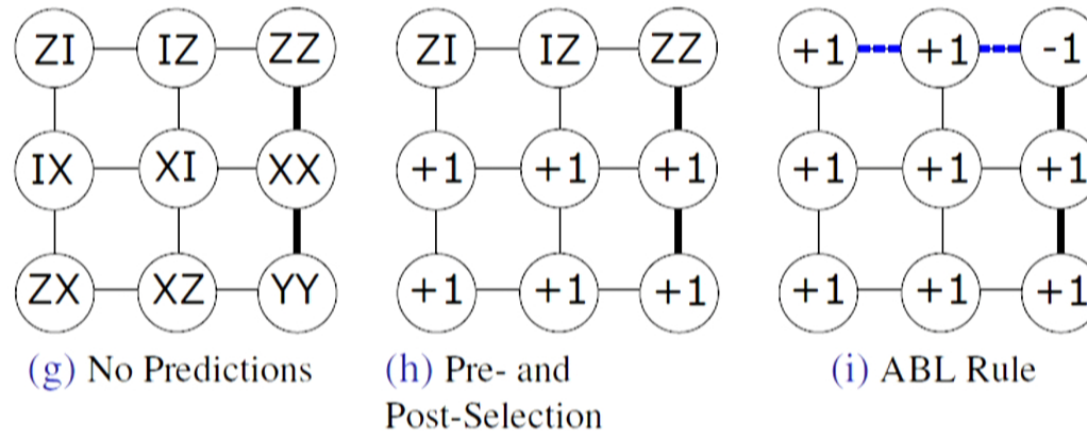 ZI IZ ZZ ZI IZ ZZ +1 +1 -1
IX XI XX +1 +1 +1 +1 +1 +1
ZX XZ YY +1 +1 +1 +1 +1 +1
(g) No Predictions (h) Pre- and (i) ABL Rule
Post-Selection